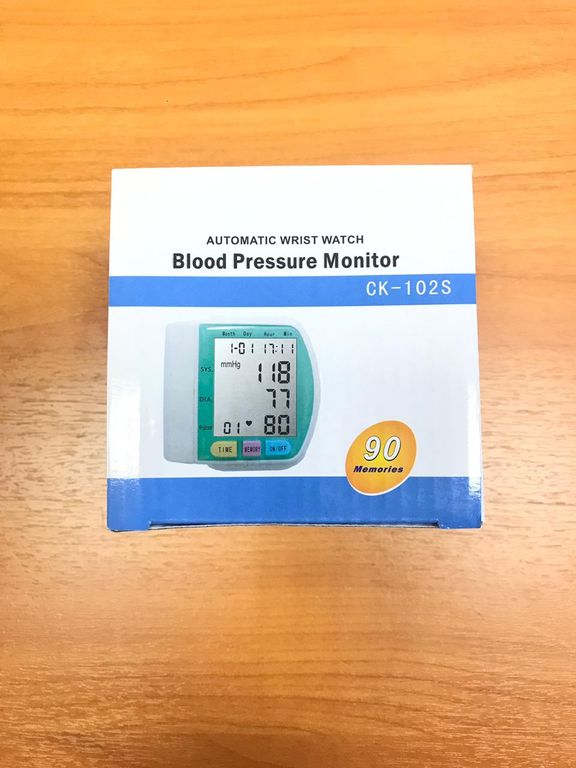 AUTOMATIC WRIST WATCH
Blood Pressure Monitor
CK-102S
Month Day Hour Min
1-01 17:11
SYS.
mmHg
118
DIA.
77
Pulse
01 ♥ 80
TIME MEMORY ON/OFF
90
Memories